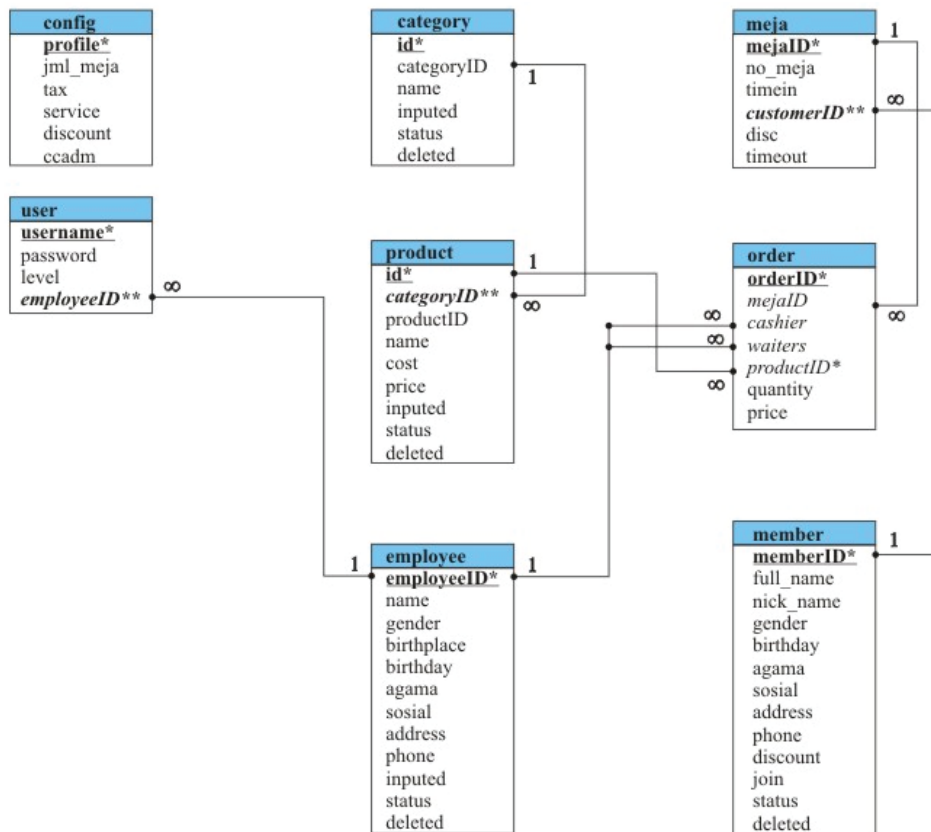 config
profile*
jml_meja
tax
service
discount
ccadm
category
id*
categoryID
name
inputed
status
deleted
1
meja
mejaID*
no_meja
timein
customerID**
disc
timeout
1
∞
user
username*
password
level
employeeID**
∞
product
id*
categoryID**
productID
name
cost
price
inputed
status
deleted
1
∞
order
orderID*
mejaID
cashier
waiters
productID*
quantity
price
∞
∞
∞
∞
employee
employeeID*
name
gender
birthplace
birthday
agama
sosial
address
phone
inputed
status
deleted
1
1
member
memberID*
full_name
nick_name
gender
birthday
agama
sosial
address
phone
discount
join
status
deleted
1